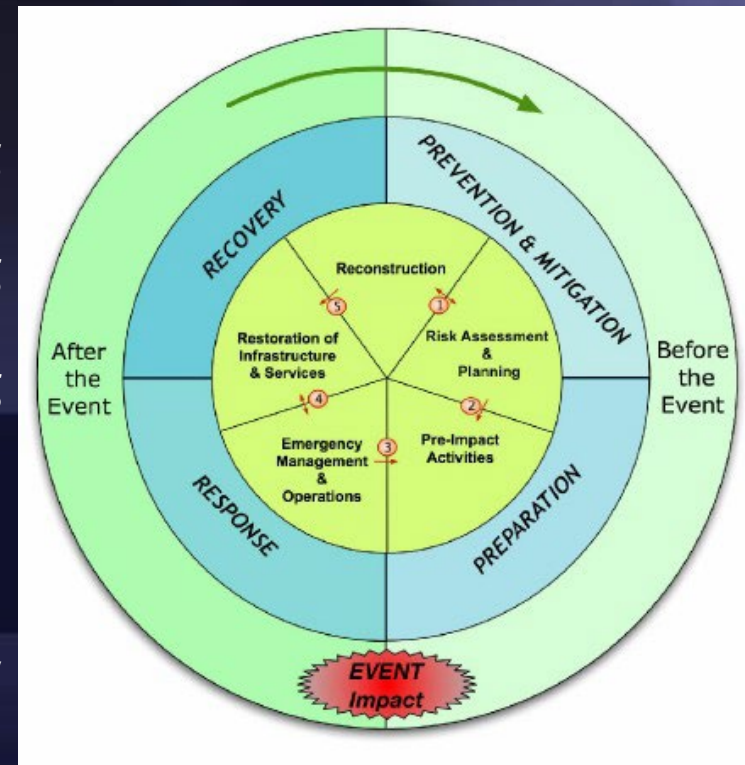 PREVENTION & MITIGATION
RECOVERY
Reconstruction
5
1
Restoration of
Infrastructure
& Services
Risk Assessment
&
Planning
After
the
Event
Before
the
Event
4
2
3
Emergency
Management
&
Operations
Pre-Impact
Activities
RESPONSE
PREPARATION
EVENT
Impact